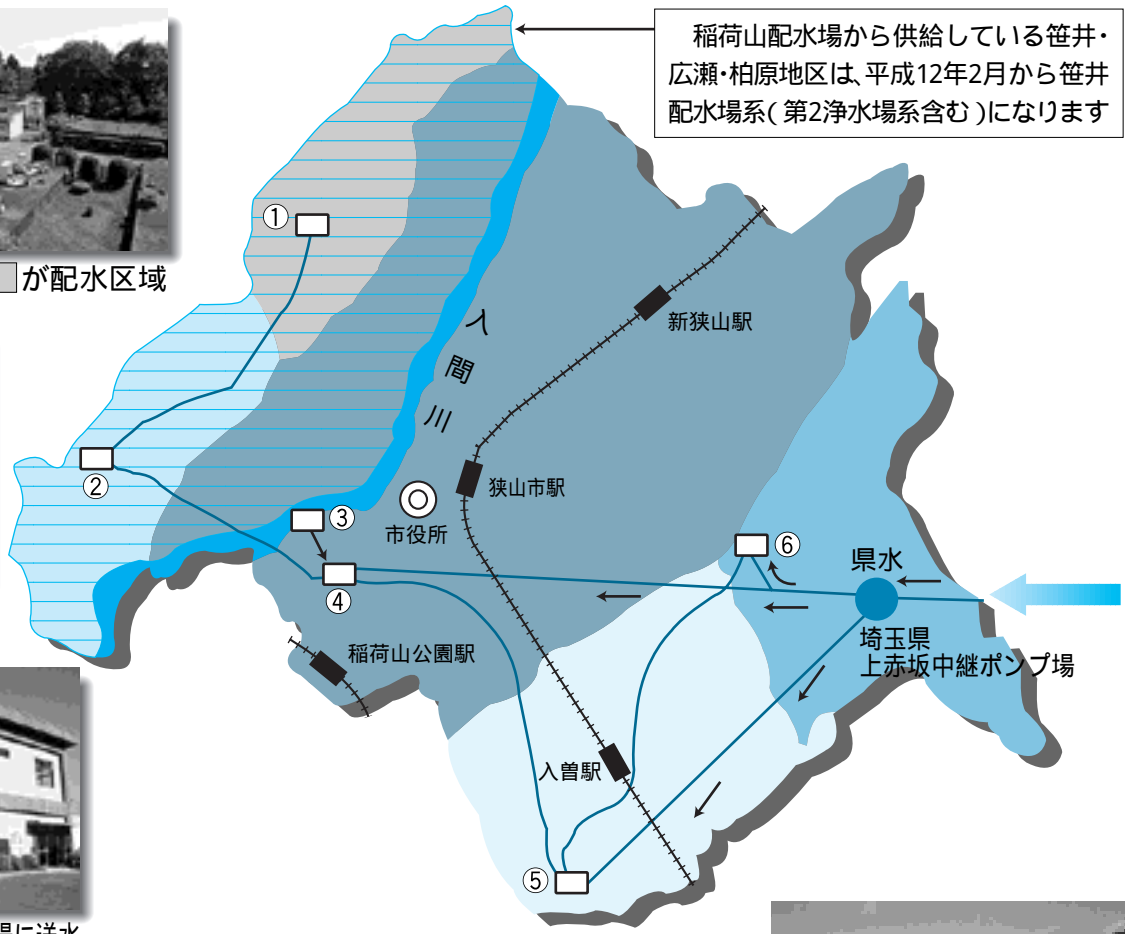 稲荷山配水場から供給している笹井・
広瀬・柏原地区は、平成12年2月から笹井
配水場系(第2浄水場系含む)になります
①
が配水区域
入間川
新狭山駅
②
狭山市駅
③
市役所
⑥
県水
④
埼玉県
上赤坂中継ポンプ場
稲荷山公園駅
入曽駅
⑤
に送水